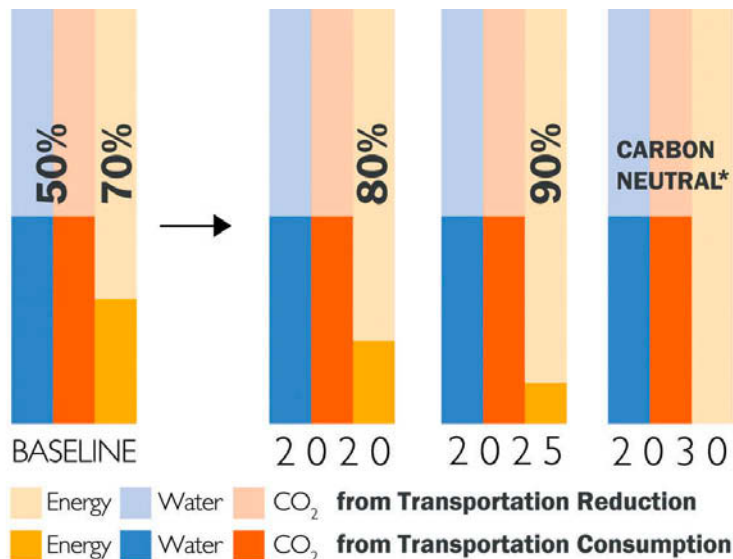 50%
70%
80%
90%
CARBON
NEUTRAL*
BASELINE
2020
2025
2030
Energy Water CO₂ from Transportation Reduction
Energy Water CO₂ from Transportation Consumption